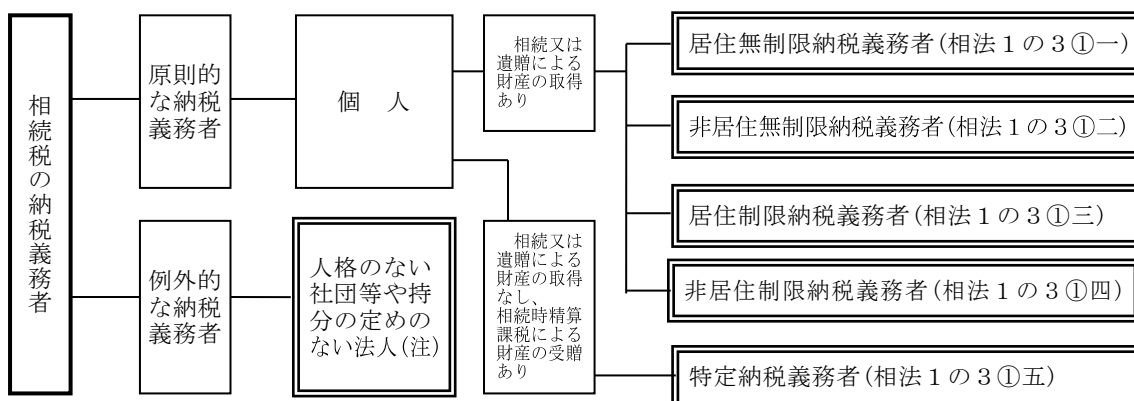 相続税の納税義務者
原則的
な納税
義務者
個　人
相続又は
遺贈による
財産の取得
あり
居住無制限納税義務者(相法１の３①一)
非居住無制限納税義務者(相法１の３①二)
居住制限納税義務者(相法１の３①三)
非居住制限納税義務者(相法１の３①四)
相続又は
遺贈による
財産の取得
なし、
相続時精算
課税による
財産の受贈
あり
特定納税義務者(相法１の３①五)
例外的
な納税
義務者
人格のない
社団等や持
分の定めの
ない法人(注)